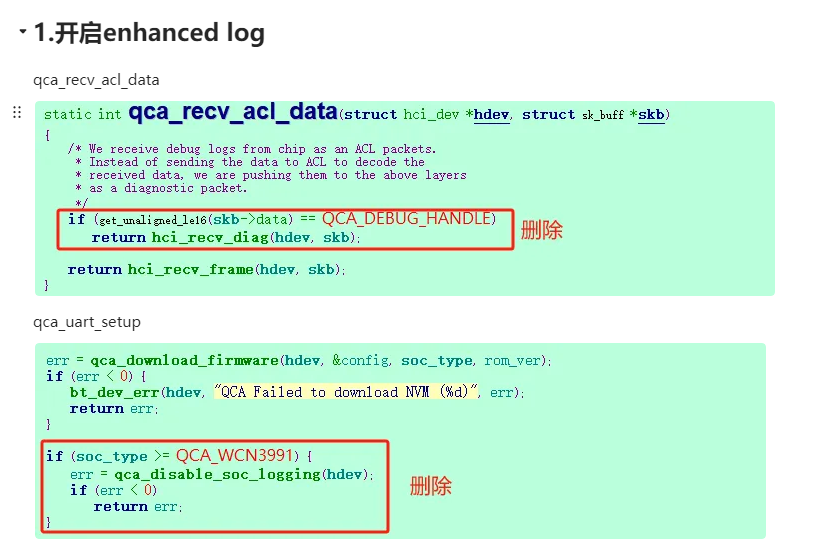 1.开启enhanced log
qca_recv_acl_data
static int qca_recv_acl_data(struct hci_dev *hdev, struct sk_buff *skb)
{
/* We receive debug logs from chip as an ACL packets.
* Instead of sending the data to ACL to decode the
* received data, we are pushing them to the above layers
* as a diagnostic packet.
*/
if (get_unaligned_le16(skb->data) == QCA_DEBUG_HANDLE)
return hci_recv_diag(hdev, skb);
删除
return hci_recv_frame(hdev, skb);
}
qca_uart_setup
err = qca_download_firmware(hdev, &config, soc_type, rom_ver);
if (err < 0) {
bt_dev_err(hdev, "QCA Failed to download NVM (%d)", err);
return err;
}
if (soc_type >= QCA_WCN3991) {
err = qca_disable_soc_logging(hdev);
if (err < 0)
return err;
}
删除